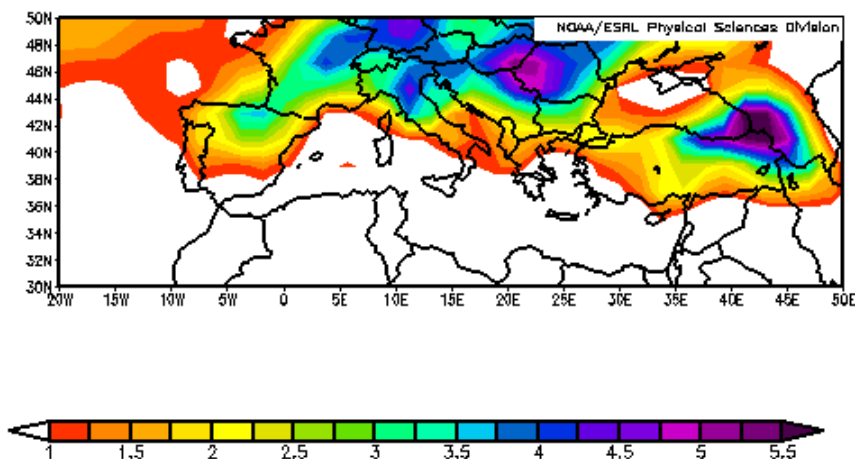 50N
NOAA/ESRL Physical Sciences Division
48N
46N
44N
42N
40N
38N
36N
34N
32N
30N
20W 15W 10W 5W 0 5E 10E 15E 20E 25E 30E 35E 40E 45E 50E
1 1.5 2 2.5 3 3.5 4 4.5 5 5.5